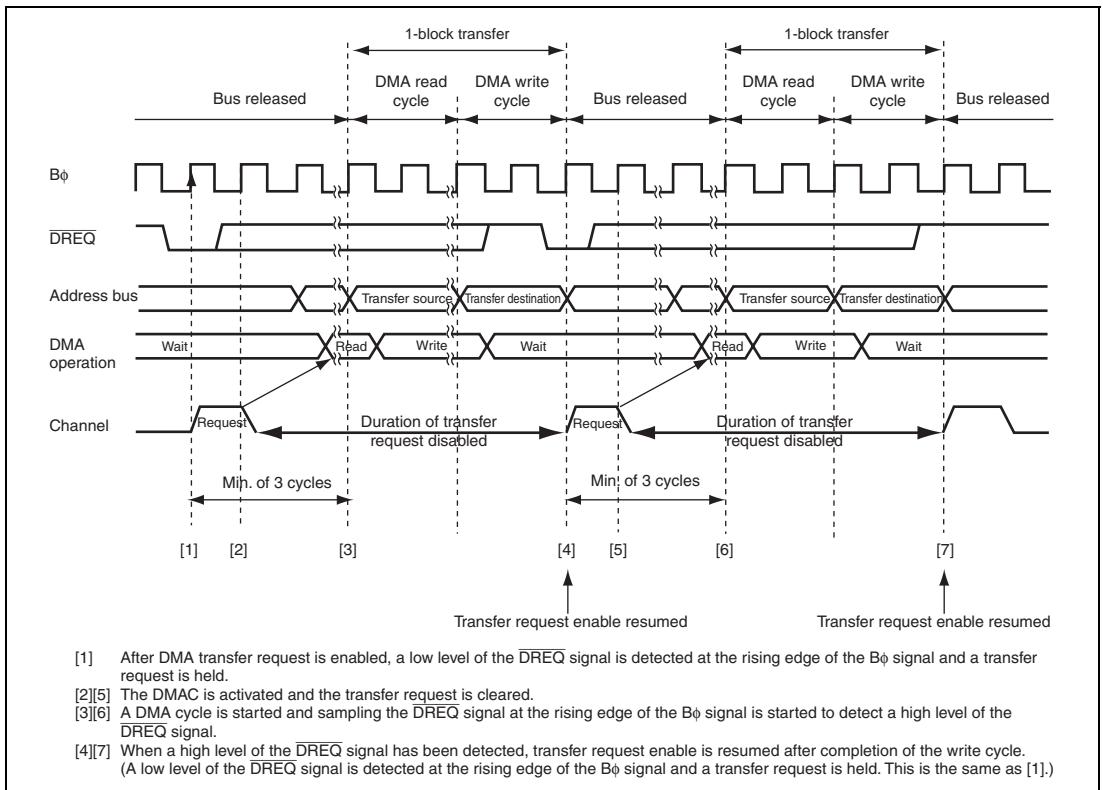 1-block transfer 1-block transfer
DMA read cycle DMA write cycle DMA read cycle DMA write cycle
Bus released Bus released Bus released
Bϕ
DREQ
Address bus Transfer source Transfer destination Transfer source Transfer destination
DMA operation Wait Read Write Wait Read Write Wait
Channel Request Duration of transfer request disabled Request Duration of transfer request disabled
Min. of 3 cycles Min. of 3 cycles
[1] [2] [3] [4] [5] [6] [7]
Transfer request enable resumed Transfer request enable resumed
[1] After DMA transfer request is enabled, a low level of the DREQ signal is detected at the rising edge of the Bϕ signal and a transfer
request is held.
[2][5] The DMAC is activated and the transfer request is cleared.
[3][6] A DMA cycle is started and sampling the DREQ signal at the rising edge of the Bϕ signal is started to detect a high level of the
DREQ signal.
[4][7] When a high level of the DREQ signal has been detected, transfer request enable is resumed after completion of the write cycle.
(A low level of the DREQ signal is detected at the rising edge of the Bϕ signal and a transfer request is held. This is the same as [1].)